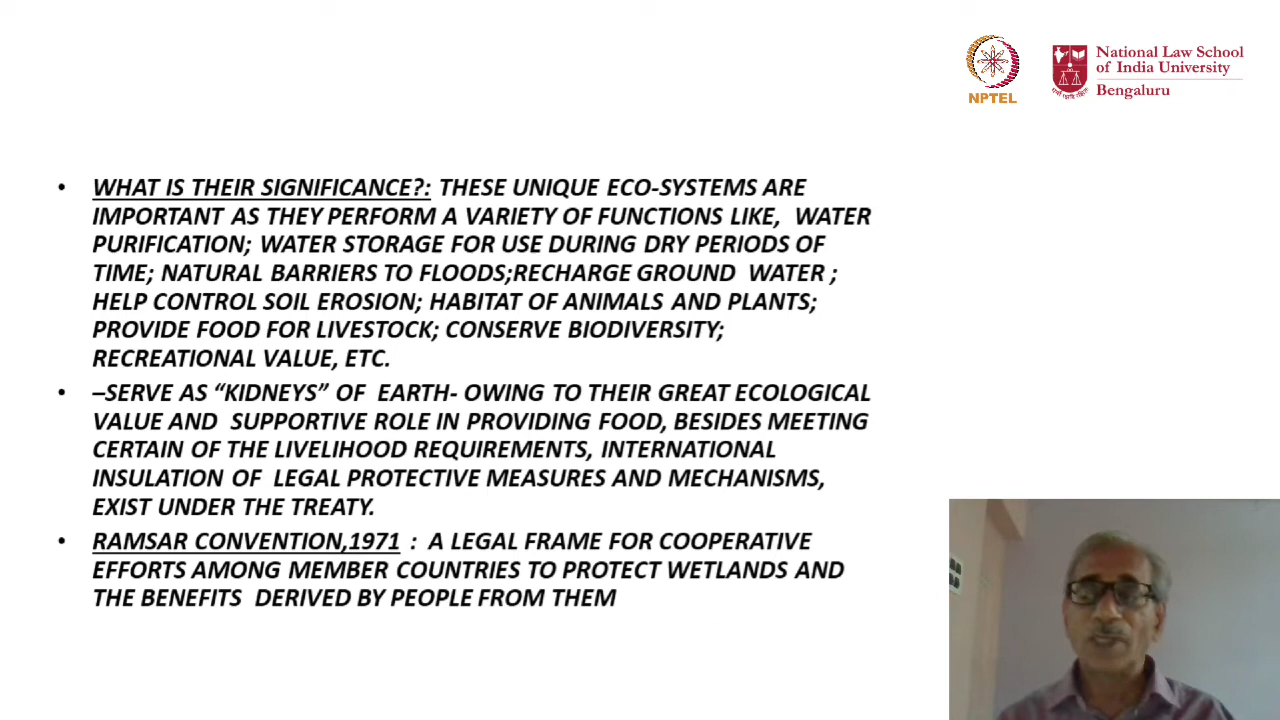 NPTEL
National Law School
of India University
Bengaluru
• WHAT IS THEIR SIGNIFICANCE?: THESE UNIQUE ECO-SYSTEMS ARE
IMPORTANT AS THEY PERFORM A VARIETY OF FUNCTIONS LIKE, WATER
PURIFICATION; WATER STORAGE FOR USE DURING DRY PERIODS OF
TIME; NATURAL BARRIERS TO FLOODS;RECHARGE GROUND WATER ;
HELP CONTROL SOIL EROSION; HABITAT OF ANIMALS AND PLANTS;
PROVIDE FOOD FOR LIVESTOCK; CONSERVE BIODIVERSITY;
RECREATIONAL VALUE, ETC.
• –SERVE AS “KIDNEYS” OF EARTH- OWING TO THEIR GREAT ECOLOGICAL
VALUE AND SUPPORTIVE ROLE IN PROVIDING FOOD, BESIDES MEETING
CERTAIN OF THE LIVELIHOOD REQUIREMENTS, INTERNATIONAL
INSULATION OF LEGAL PROTECTIVE MEASURES AND MECHANISMS,
EXIST UNDER THE TREATY.
• RAMSAR CONVENTION,1971 : A LEGAL FRAME FOR COOPERATIVE
EFFORTS AMONG MEMBER COUNTRIES TO PROTECT WETLANDS AND
THE BENEFITS DERIVED BY PEOPLE FROM THEM